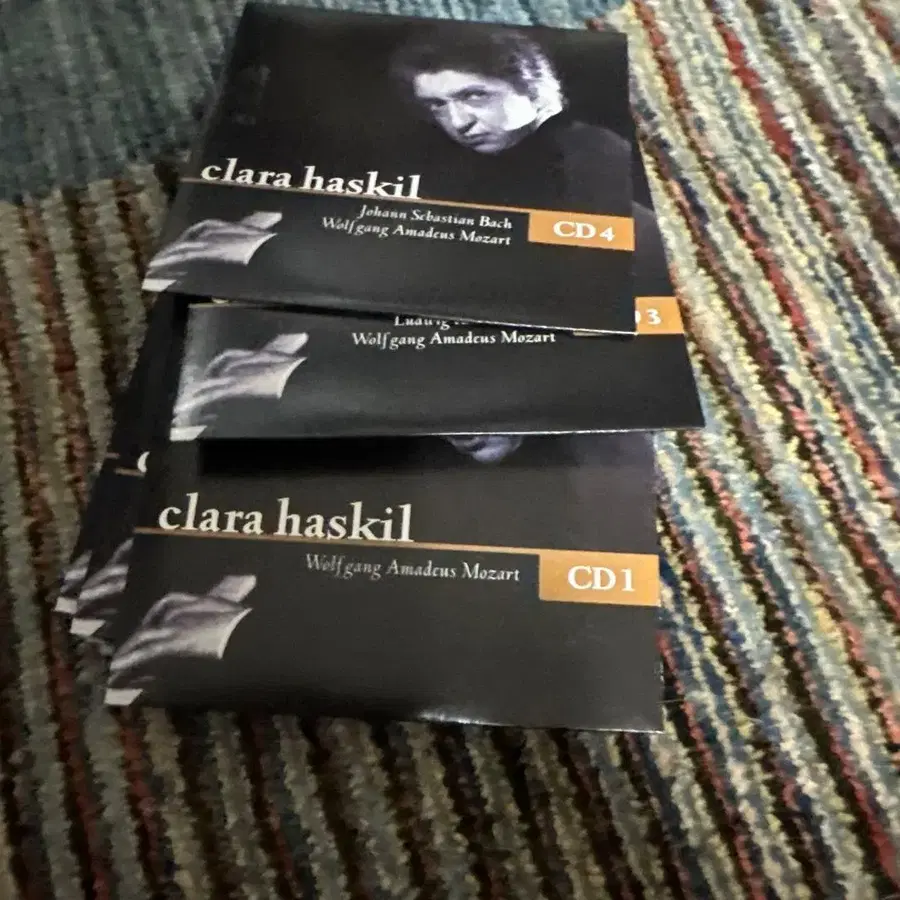 clara haskil
Johann Sebastian Bach
Wolfgang Amadeus Mozart
CD 4
3
Wolfgang Amadeus Mozart
clara haskil
Wolfgang Amadeus Mozart
CD 1